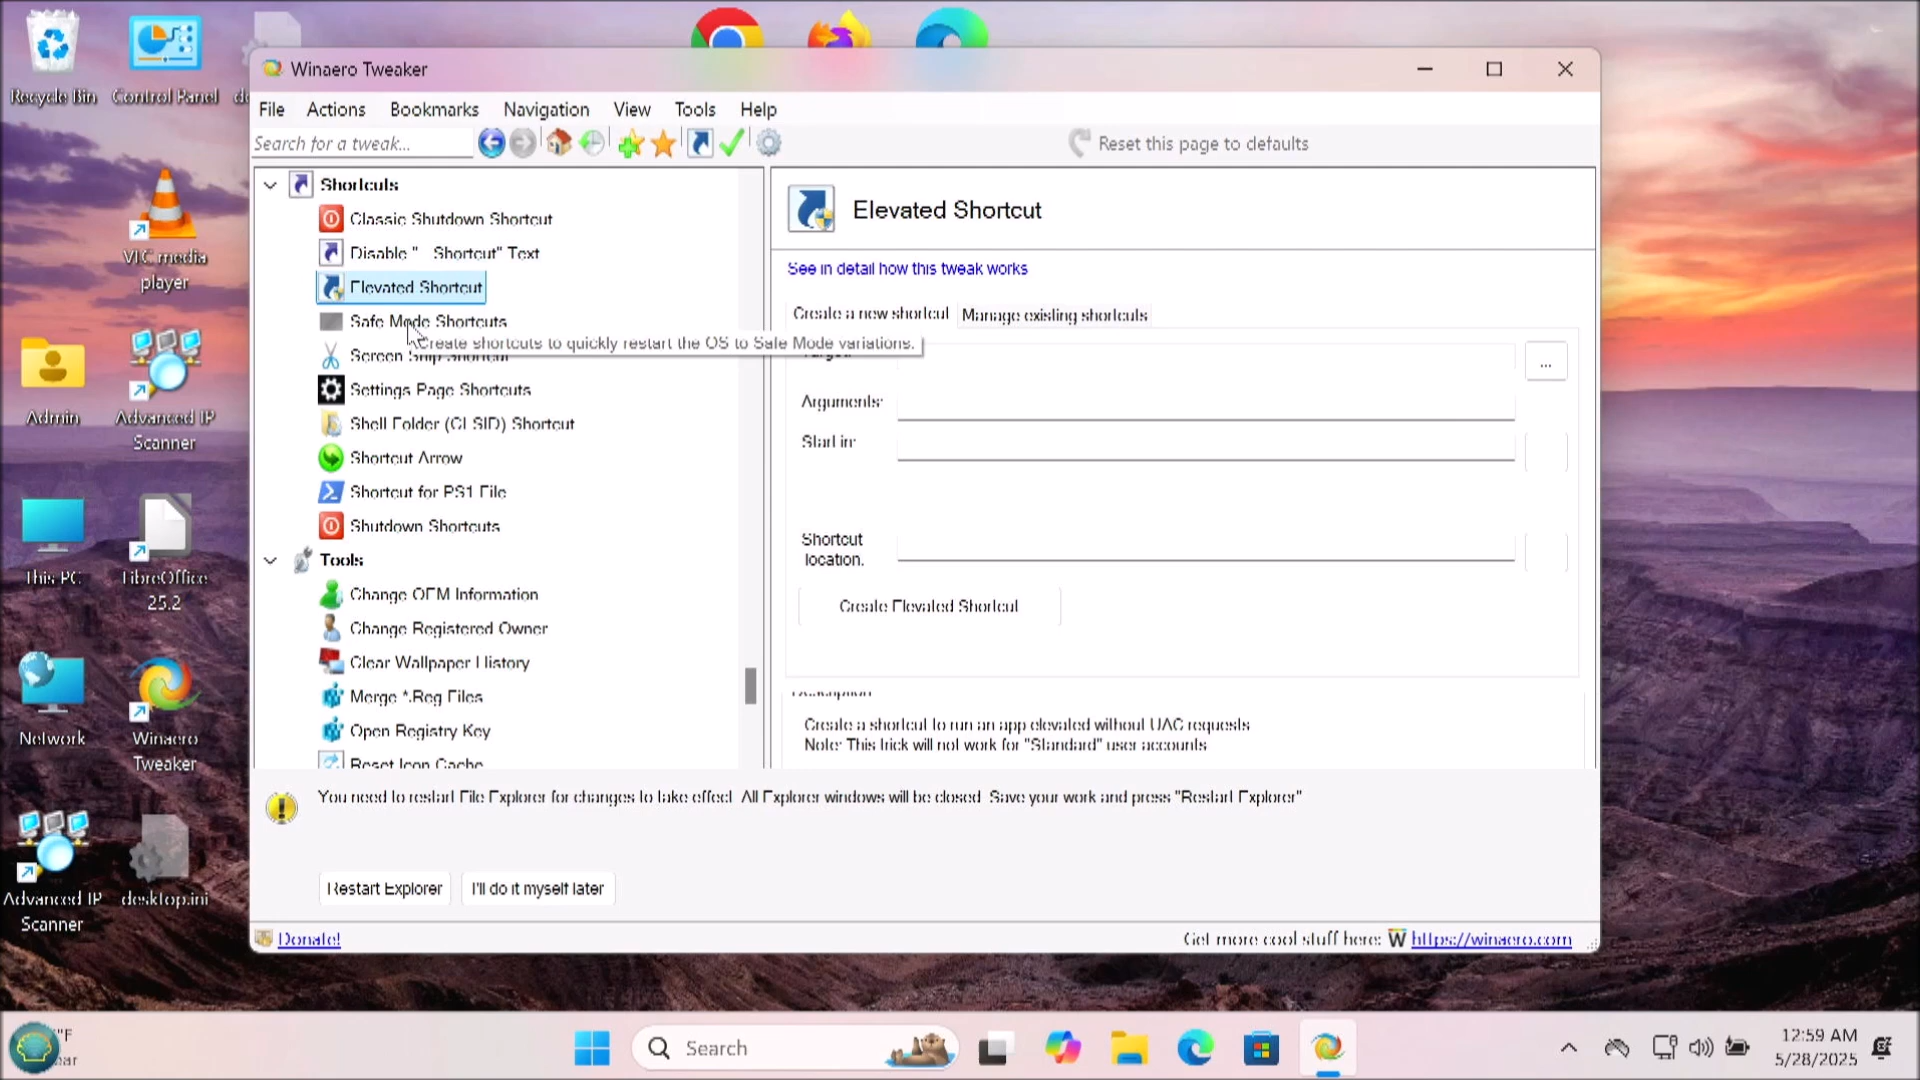 Recycle Bin
Control Panel
Winaero Tweaker
File Actions Bookmarks Navigation View Tools Help
Search for a tweak...
Reset this page to defaults
Shortcuts
Classic Shutdown Shortcut
Disable " Shortcut" Text
Elevated Shortcut
Safe Mode Shortcuts
Create shortcuts to quickly restart the OS to Safe Mode variations.
Screen Snip Shortcut
Settings Page Shortcuts
Shell Folder (CLSID) Shortcut
Shortcut Arrow
Shortcut for PS1 File
Shutdown Shortcuts
Tools
Change OEM Information
Change Registered Owner
Clear Wallpaper History
Merge *.Reg Files
Open Registry Key
Reset Icon Cache
Elevated Shortcut
See in detail how this tweak works
Create a new shortcut Manage existing shortcuts
...
Arguments:
Start in:
Shortcut
location.
Create Elevated Shortcut
Description
Create a shortcut to run an app elevated without UAC requests
Note: This trick will not work for "Standard" user accounts
You need to restart File Explorer for changes to take effect All Explorer windows will be closed Save your work and press "Restart Explorer"
Restart Explorer
I'll do it myself later
Donate!
Get more cool stuff here: W https://winaero.com
VLC media
player
Admin
Advanced IP
Scanner
This PC
LibreOffice
25.2
Network
Winaero
Tweaker
Advanced IP
Scanner
desktop.ini
Search
12:59 AM
5/28/2025